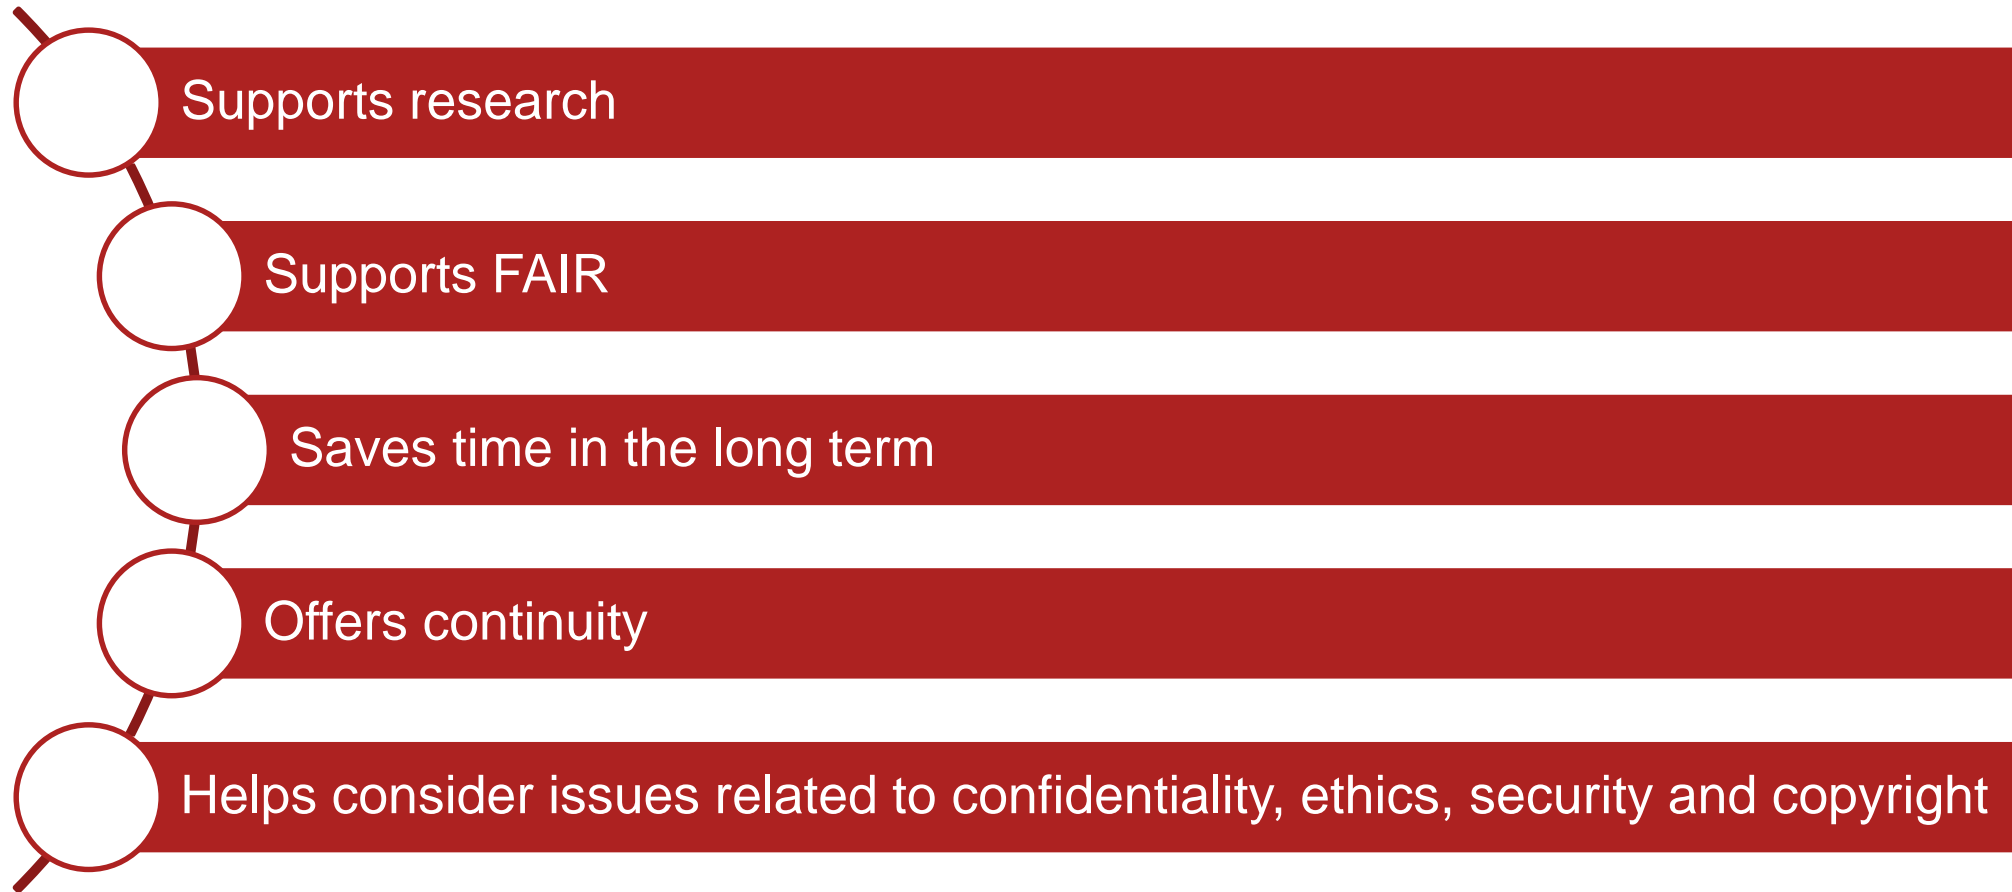 Supports research
Supports FAIR
Saves time in the long term
Offers continuity
Helps consider issues related to confidentiality, ethics, security and copyright